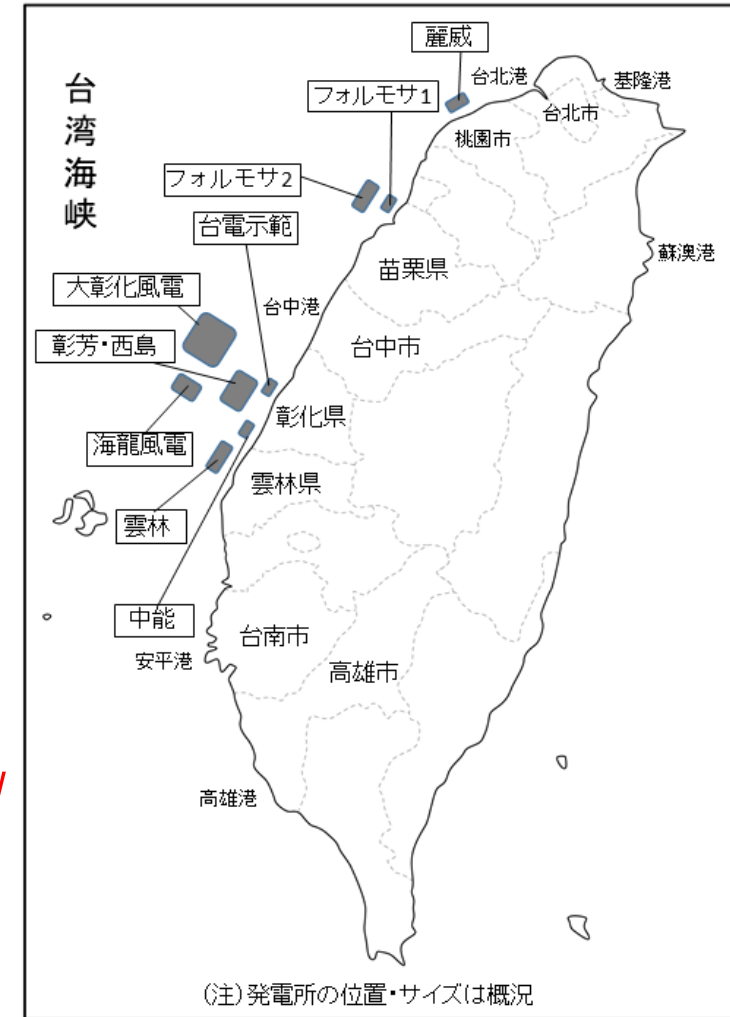 麗威
台北港
基隆港
フォルモサ1
台北市
桃園市
台湾海峡
フォルモサ2
台電示範
苗栗県
蘇澳港
大彰化風電
台中港
彰芳・西島
台中市
彰化県
海龍風電
雲林県
雲林
中能
台南市
安平港
高雄市
高雄港
(注)発電所の位置・サイズは概況